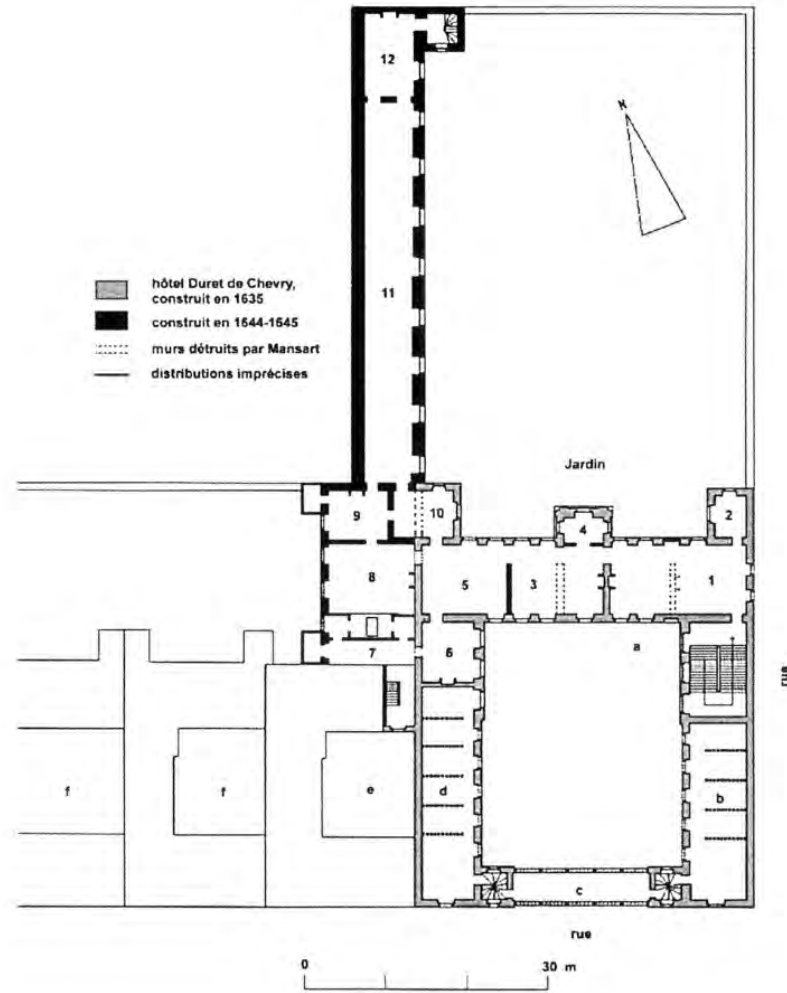 12
N
11
hôtel Duret de Chevry,
construit en 1635
construit en 1644-1645
murs détruits par Mansart
distributions imprécises
Jardin
9
10
4
2
8
5
3
1
7
6
a
rue
f
f
e
d
b
c
rue
0
30 m